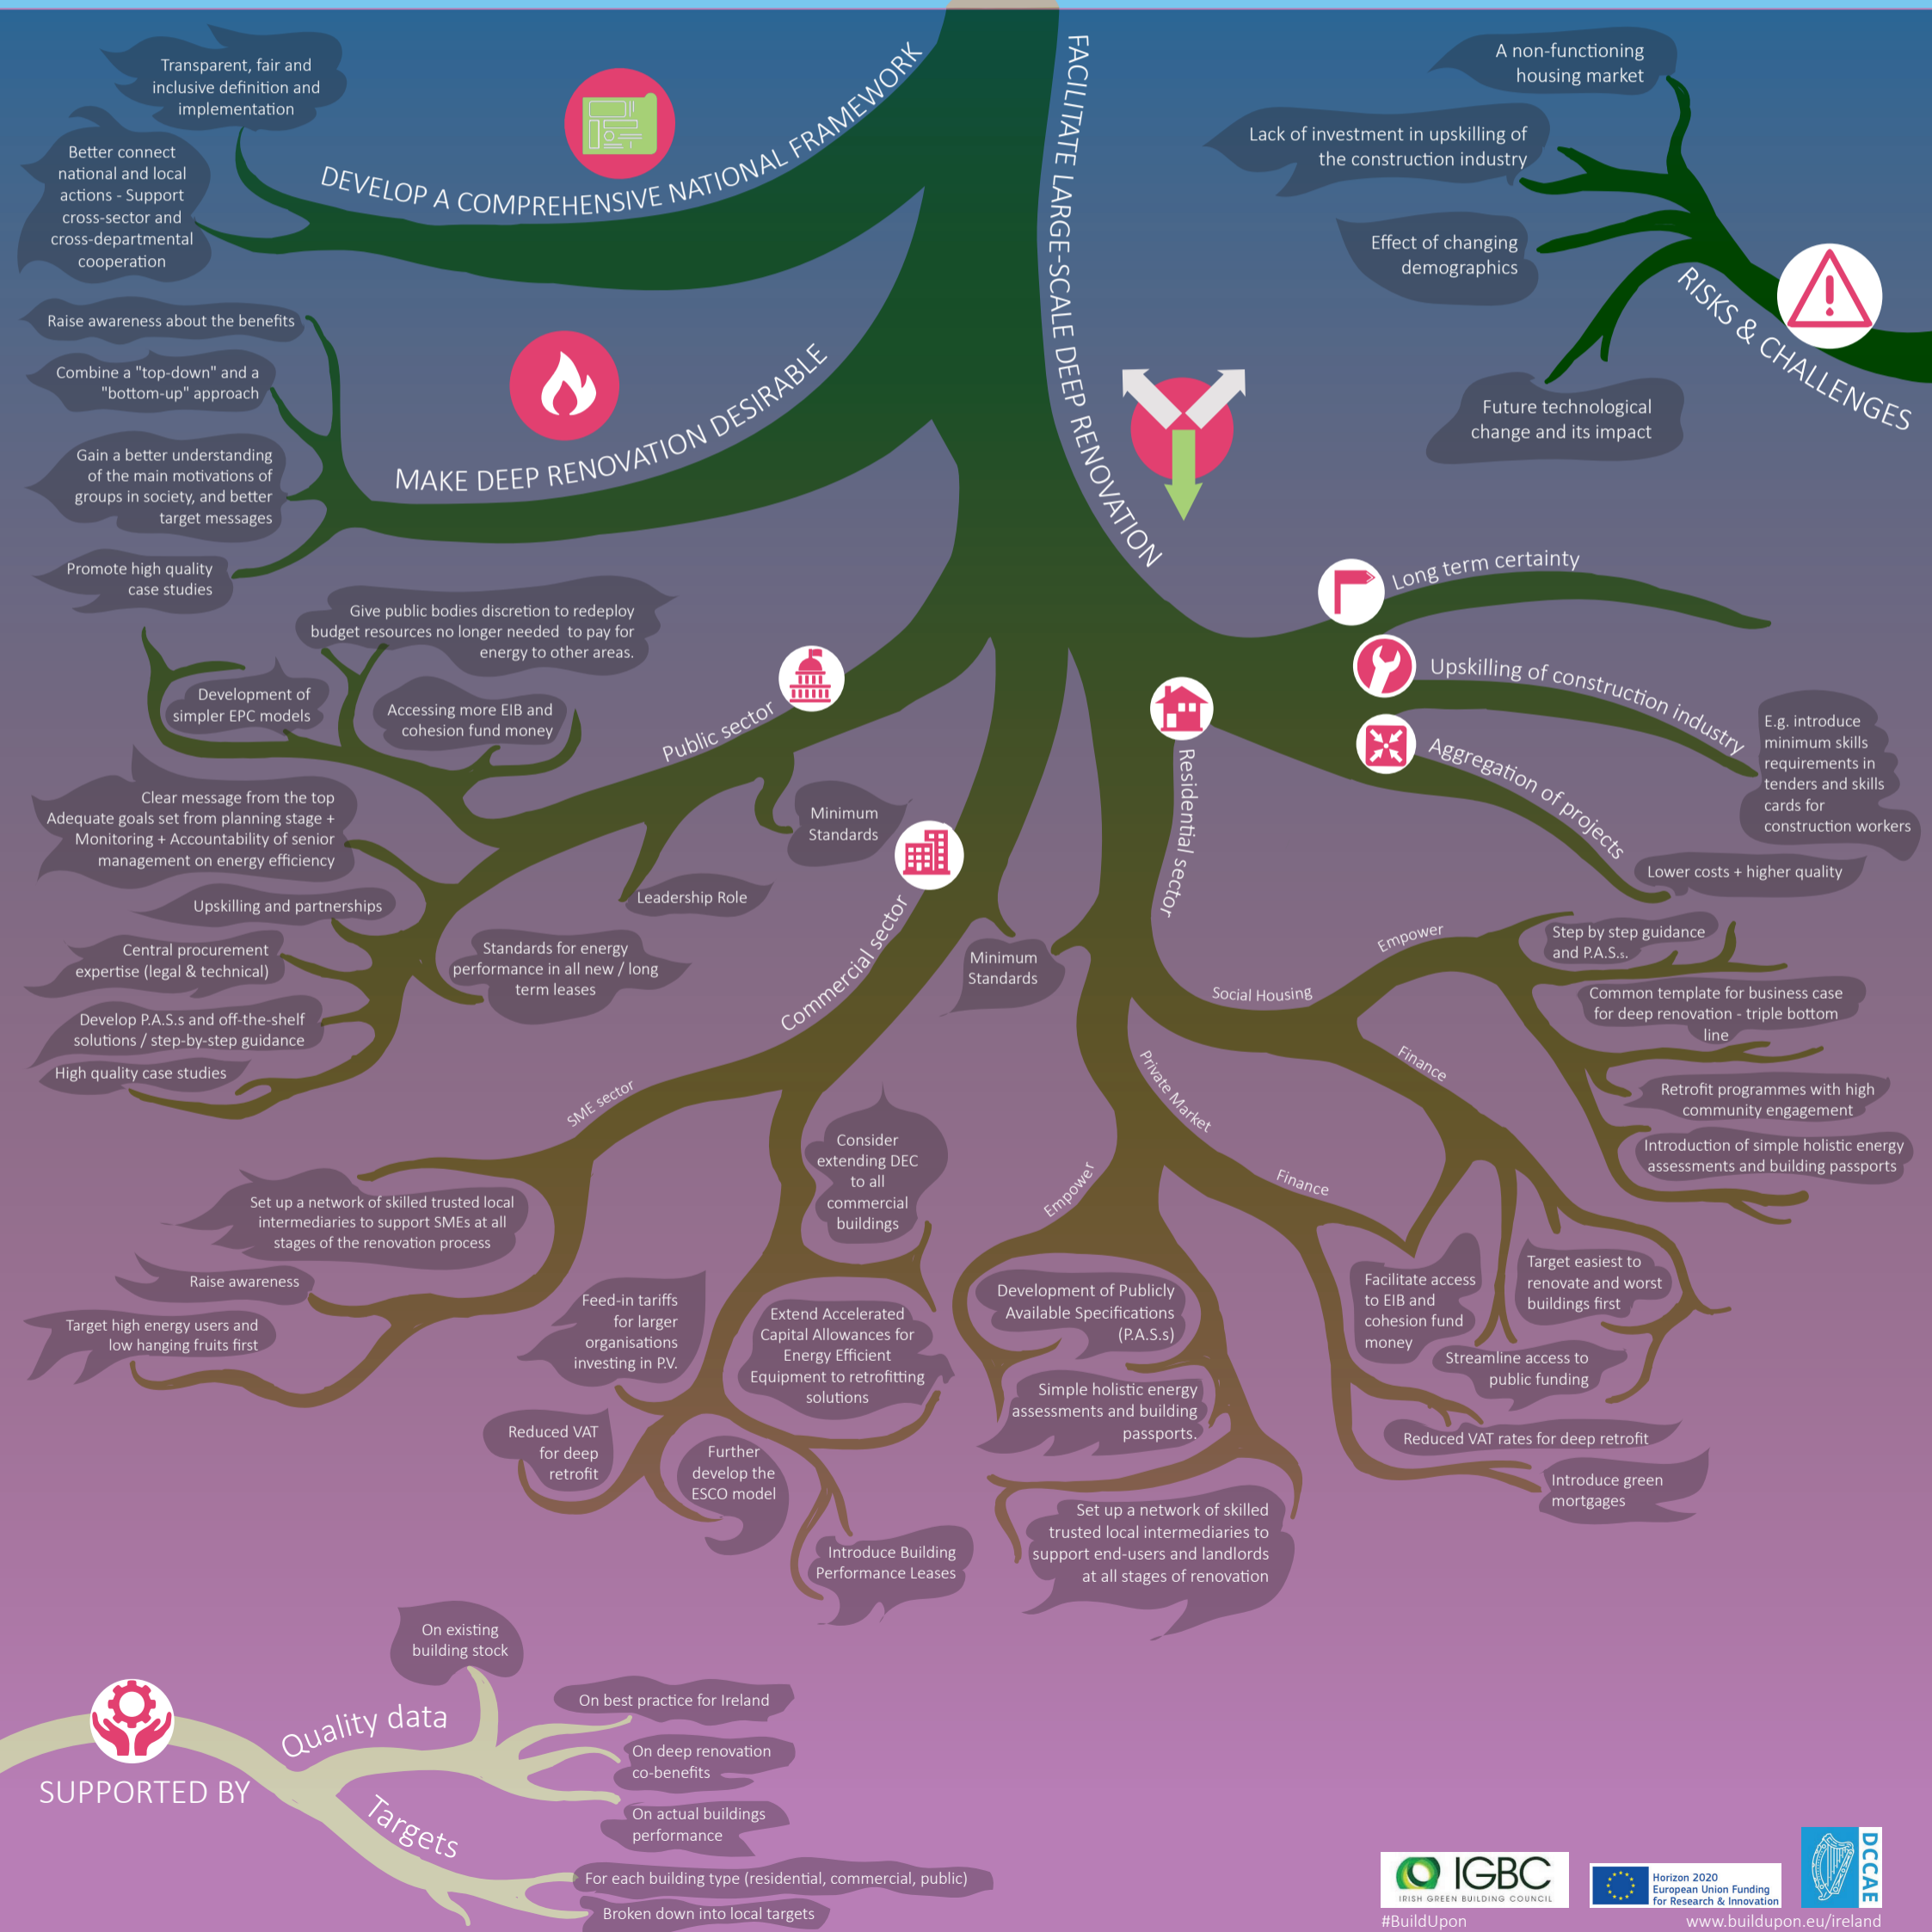 DEVELOP A COMPREHENSIVE NATIONAL FRAMEWORK
Transparent, fair and
inclusive definition and
implementation
Better connect
national and local
actions - Support
cross-sector and
cross-departmental
cooperation
MAKE DEEP RENOVATION DESIRABLE
Raise awareness about the benefits
Combine a "top-down" and a
"bottom-up" approach
Gain a better understanding
of the main motivations of
groups in society, and better
target messages
Promote high quality
case studies
FACILITATE LARGE-SCALE DEEP RENOVATION
RISKS & CHALLENGES
A non-functioning
housing market
Lack of investment in upskilling of
the construction industry
Effect of changing
demographics
Future technological
change and its impact
Long term certainty
Upskilling of construction industry
E.g. introduce
minimum skills
requirements in
tenders and skills
cards for
construction workers
Aggregation of projects
Lower costs + higher quality
Public sector
Give public bodies discretion to redeploy
budget resources no longer needed to pay for
energy to other areas.
Development of
simpler EPC models
Accessing more EIB and
cohesion fund money
Clear message from the top
Adequate goals set from planning stage +
Monitoring + Accountability of senior
management on energy efficiency
Upskilling and partnerships
Central procurement
expertise (legal & technical)
Develop P.A.S.s and off-the-shelf
solutions / step-by-step guidance
High quality case studies
Standards for energy
performance in all new / long
term leases
Leadership Role
Minimum
Standards
Commercial sector
Minimum
Standards
SME sector
Set up a network of skilled trusted local
intermediaries to support SMEs at all
stages of the renovation process
Raise awareness
Target high energy users and
low hanging fruits first
Consider
extending DEC
to all
commercial
buildings
Feed-in tariffs
for larger
organisations
investing in P.V.
Extend Accelerated
Capital Allowances for
Energy Efficient
Equipment to retrofitting
solutions
Reduced VAT
for deep
retrofit
Further
develop the
ESCO model
Introduce Building
Performance Leases
Residential sector
Social Housing
Empower
Step by step guidance
and P.A.S.s.
Common template for business case
for deep renovation - triple bottom
line
Retrofit programmes with high
community engagement
Introduction of simple holistic energy
assessments and building passports
Finance
Facilitate access
to EIB and
cohesion fund
money
Target easiest to
renovate and worst
buildings first
Streamline access to
public funding
Private Market
Empower
Development of Publicly
Available Specifications
(P.A.S.s)
Simple holistic energy
assessments and building
passports.
Set up a network of skilled
trusted local intermediaries to
support end-users and landlords
at all stages of renovation
Finance
Reduced VAT rates for deep retrofit
Introduce green
mortgages
SUPPORTED BY
Quality data
On existing
building stock
On best practice for Ireland
On deep renovation
co-benefits
On actual buildings
performance
Targets
For each building type (residential, commercial, public)
Broken down into local targets
IGBC
IRISH GREEN BUILDING COUNCIL
Horizon 2020
European Union Funding
for Research & Innovation
DCCAE
#BuildUpon
www.buildupon.eu/ireland